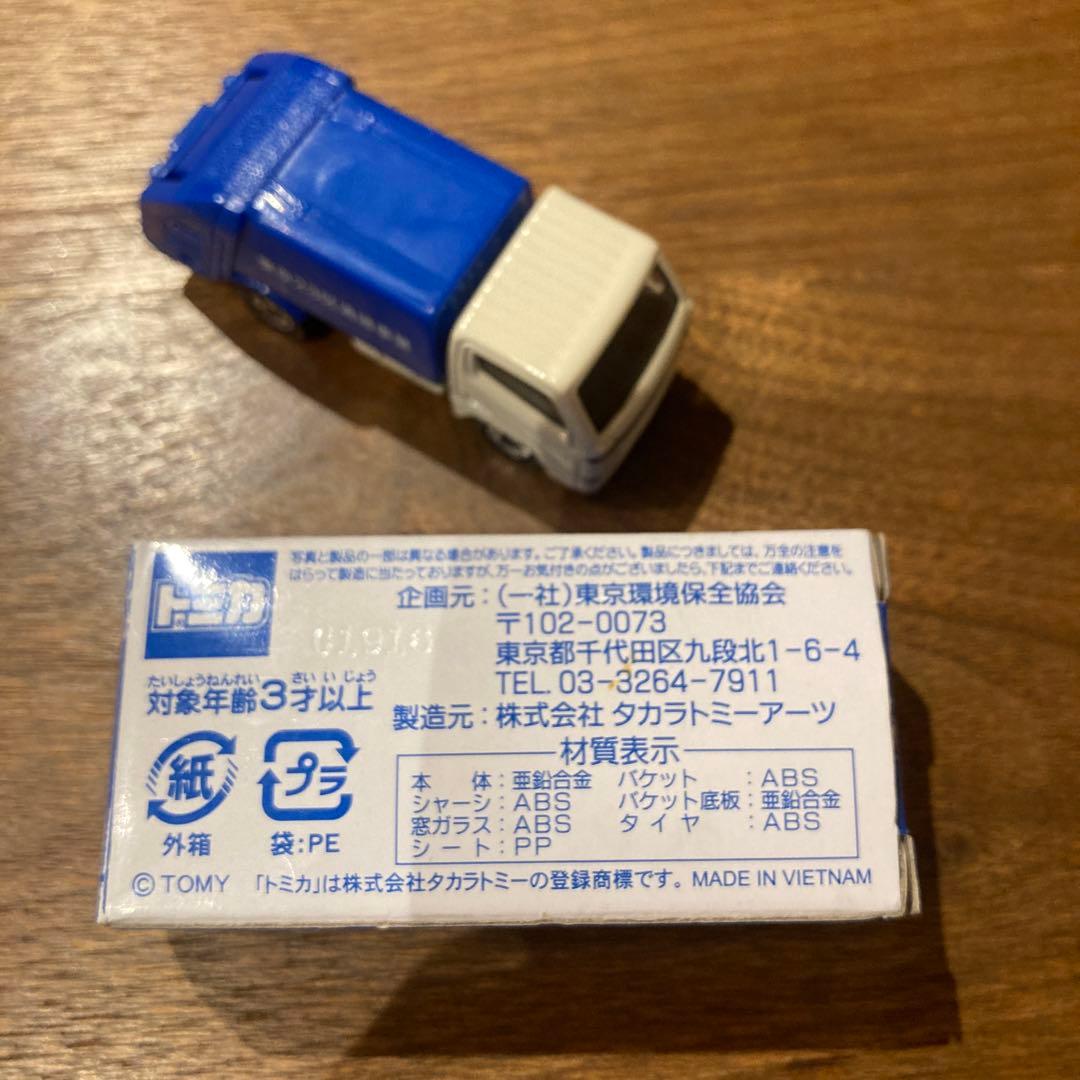 トミカ
写真と製品の一部は異なる場合があります。ご了承ください。製品につきましては、万全の注意を
はらって製造に当たっておりますが、万一お気付きの点がございましたら、下記までご連絡ください。
企画元：(一社)東京環境保全協会
〒102-0073
東京都千代田区九段北1-6-4
TEL. 03-3264-7911
製造元：株式会社 タカラトミーアーツ
たいしょうねんれい さい いじょう
対象年齢3才以上
紙
外箱
プラ
袋：PE
材質表示
本 体：亜鉛合金 バケット ：ABS
シャーシ：ABS バケット底板：亜鉛合金
窓ガラス：ABS タイヤ ：ABS
シート：PP
© TOMY 「トミカ」は株式会社タカラトミーの登録商標です。 MADE IN VIETNAM